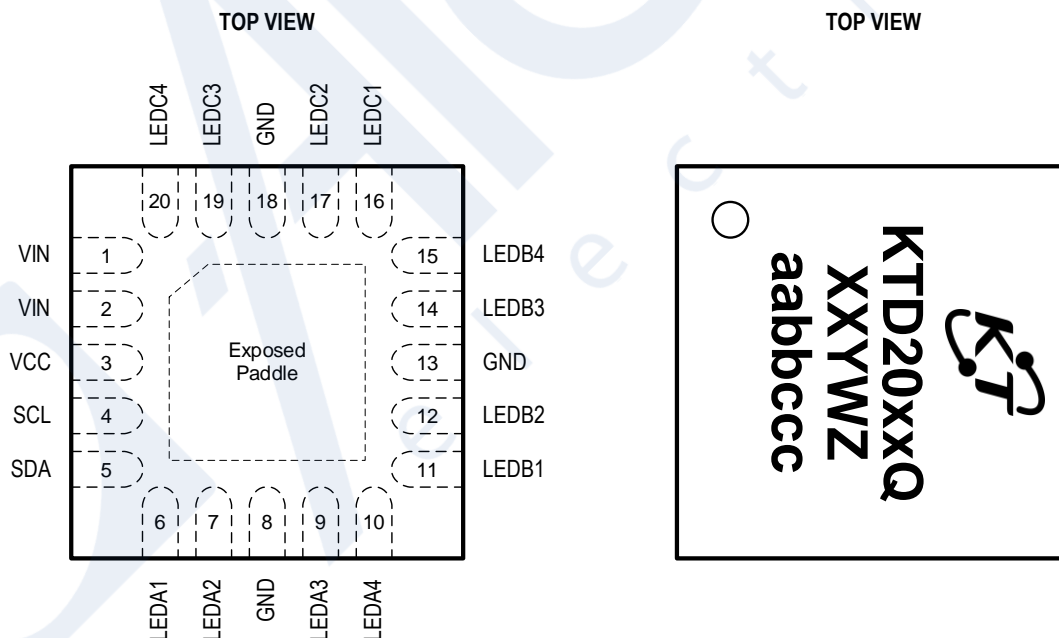 TOP VIEW
TOP VIEW
LEDC4
LEDC3
GND
LEDC2
LEDC1
20
19
18
17
16
VIN
1
15
LEDB4
VIN
2
14
LEDB3
VCC
3
Exposed
Paddle
13
GND
SCL
4
12
LEDB2
SDA
5
11
LEDB1
6
7
8
9
10
LEDA1
LEDA2
GND
LEDA3
LEDA4
KT
KTD20xxQ
XXYWZ
aabbccc